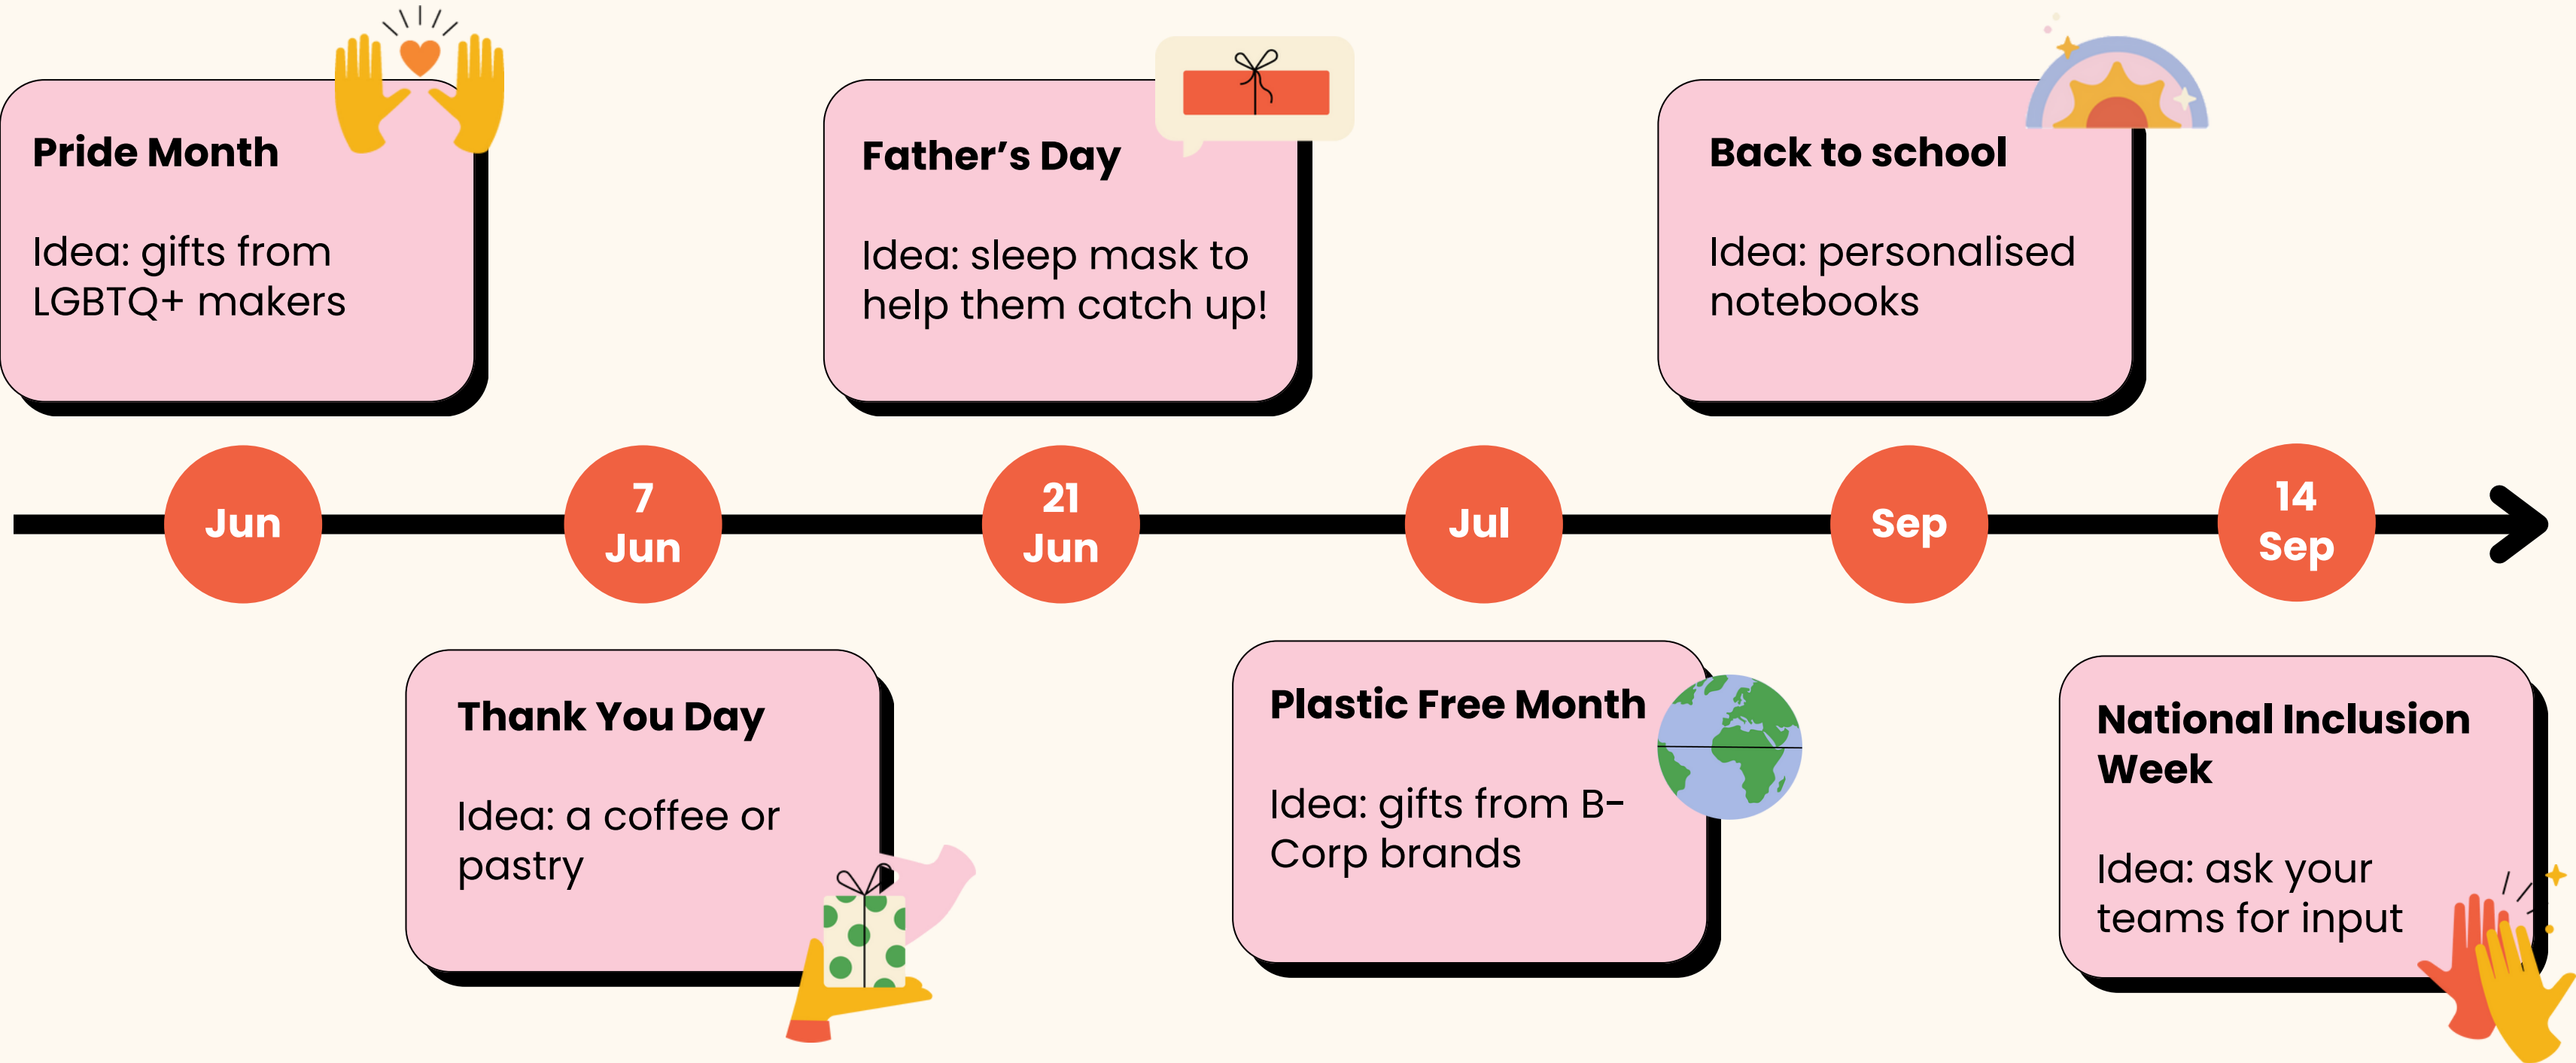 Pride Month
Idea: gifts from
LGBTQ+ makers
Father’s Day
Idea: sleep mask to
help them catch up!
Back to school
Idea: personalised
notebooks
Jun
7
Jun
21
Jun
Jul
Sep
14
Sep
Thank You Day
Idea: a coffee or
pastry
Plastic Free Month
Idea: gifts from B-
Corp brands
National Inclusion
Week
Idea: ask your
teams for input